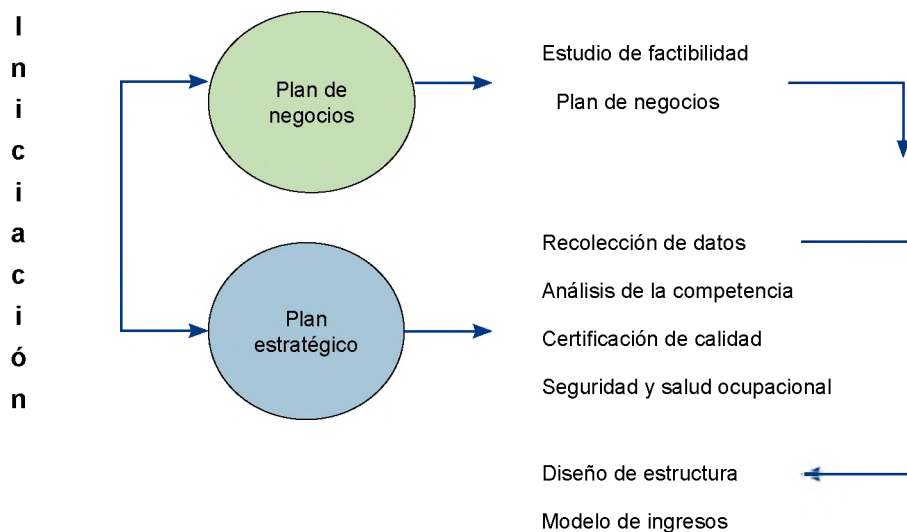 Iniciación
Plan de
negocios
Estudio de factibilidad
Plan de negocios
Plan
estratégico
Recolección de datos
Análisis de la competencia
Certificación de calidad
Seguridad y salud ocupacional
Diseño de estructura
Modelo de ingresos